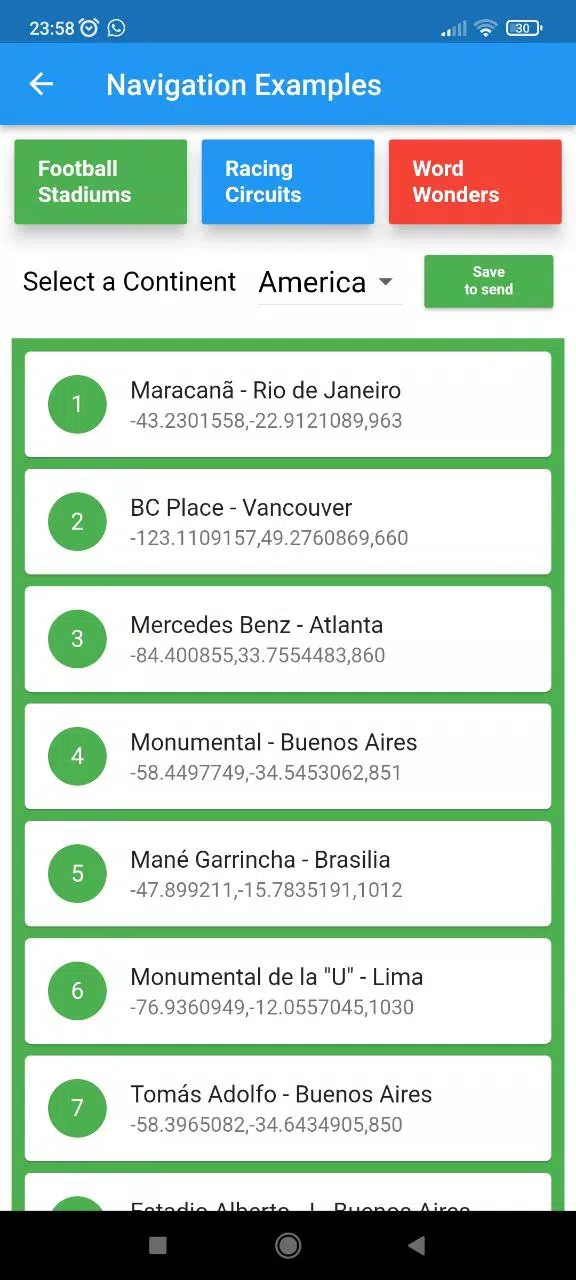 23:58
30
Navigation Examples
Football
Stadiums
Racing
Circuits
Word
Wonders
Select a Continent
America
Save
to send
1
Maracanã - Rio de Janeiro
-43.2301558,-22.9121089,963
2
BC Place - Vancouver
-123.1109157,49.2760869,660
3
Mercedes Benz - Atlanta
-84.400855,33.7554483,860
4
Monumental - Buenos Aires
-58.4497749,-34.5453062,851
5
Mané Garrincha - Brasilia
-47.899211,-15.7835191,1012
6
Monumental de la "U" - Lima
-76.9360949,-12.0557045,1030
7
Tomás Adolfo - Buenos Aires
-58.3965082,-34.6434905,850
Estadio Alberto - Buenos Aires